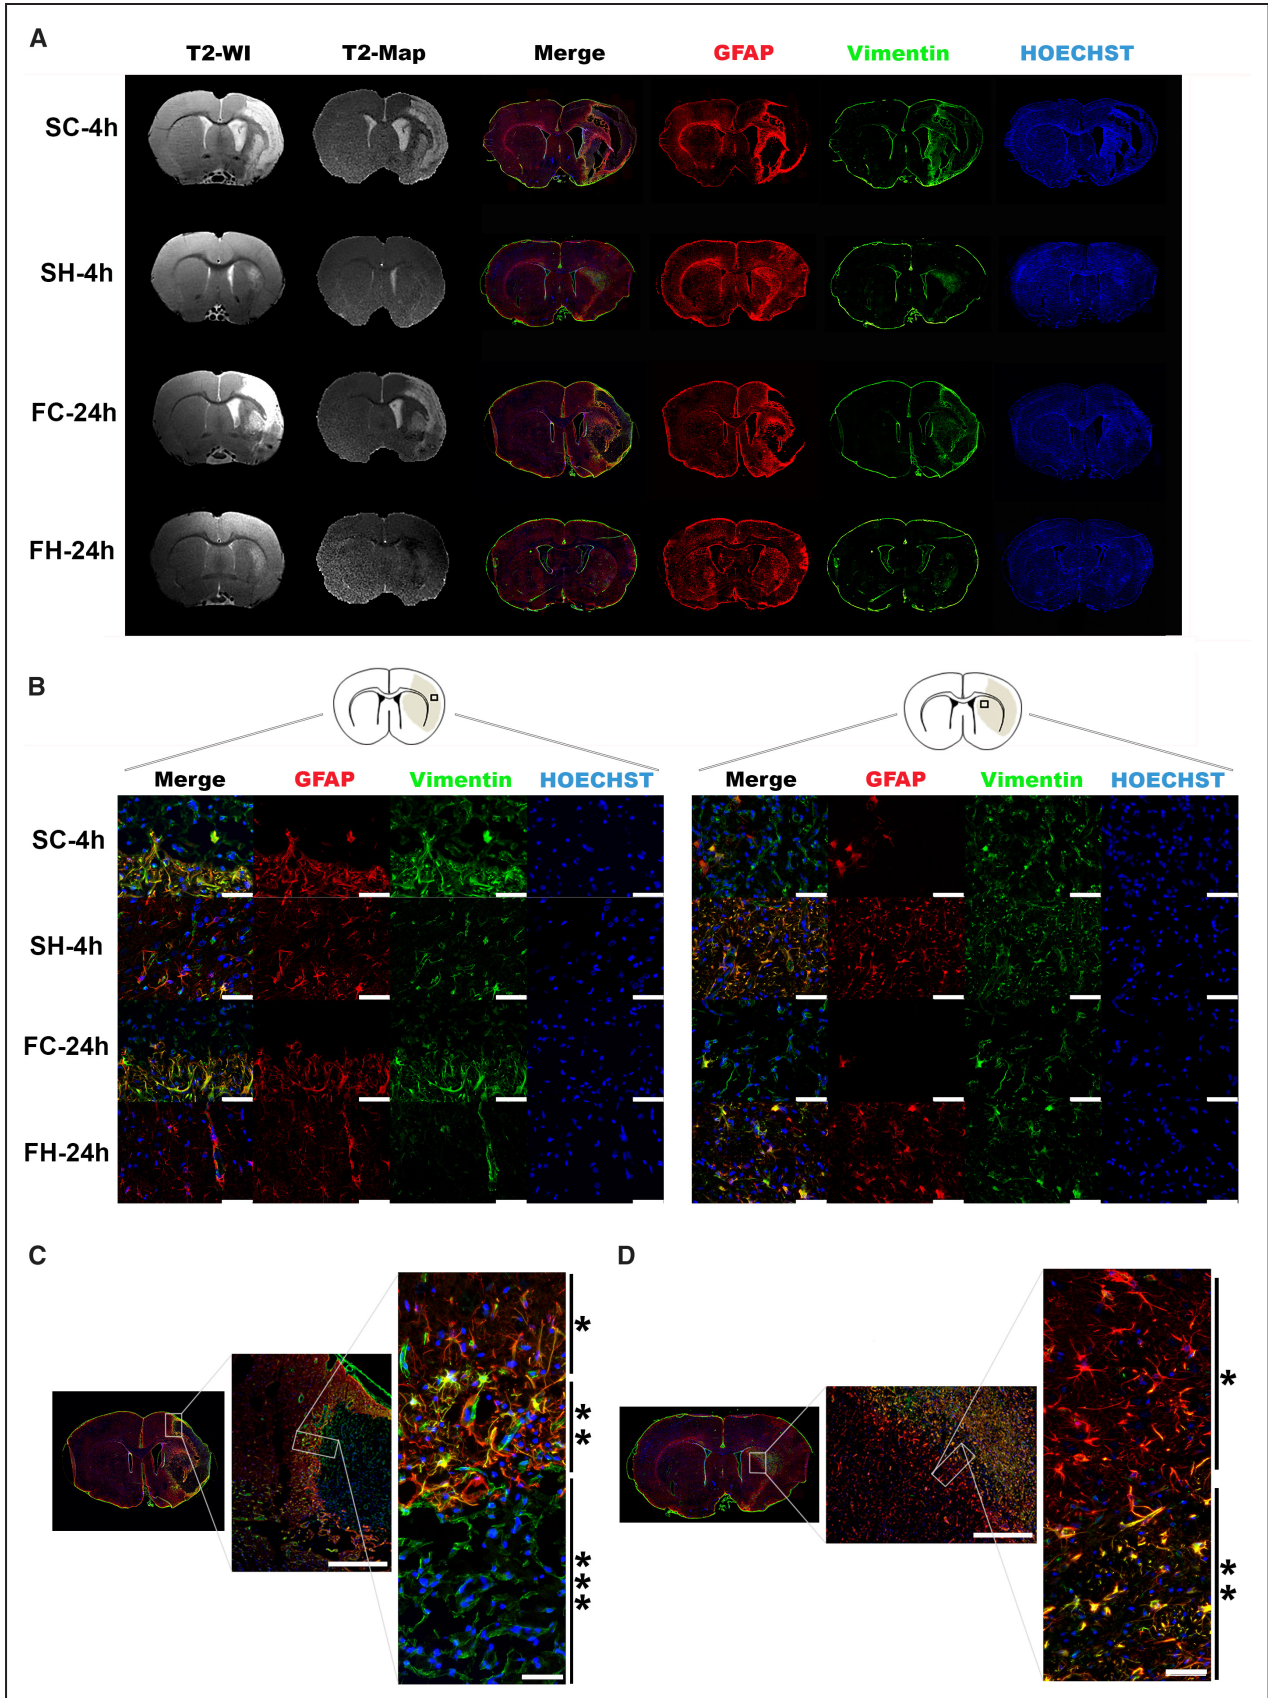 A
T2-WI T2-Map Merge GFAP Vimentin HOECHST
SC-4h
SH-4h
FC-24h
FH-24h
B
Merge GFAP Vimentin HOECHST Merge GFAP Vimentin HOECHST
SC-4h
SH-4h
FC-24h
FH-24h
C D
*
**
***
*
**